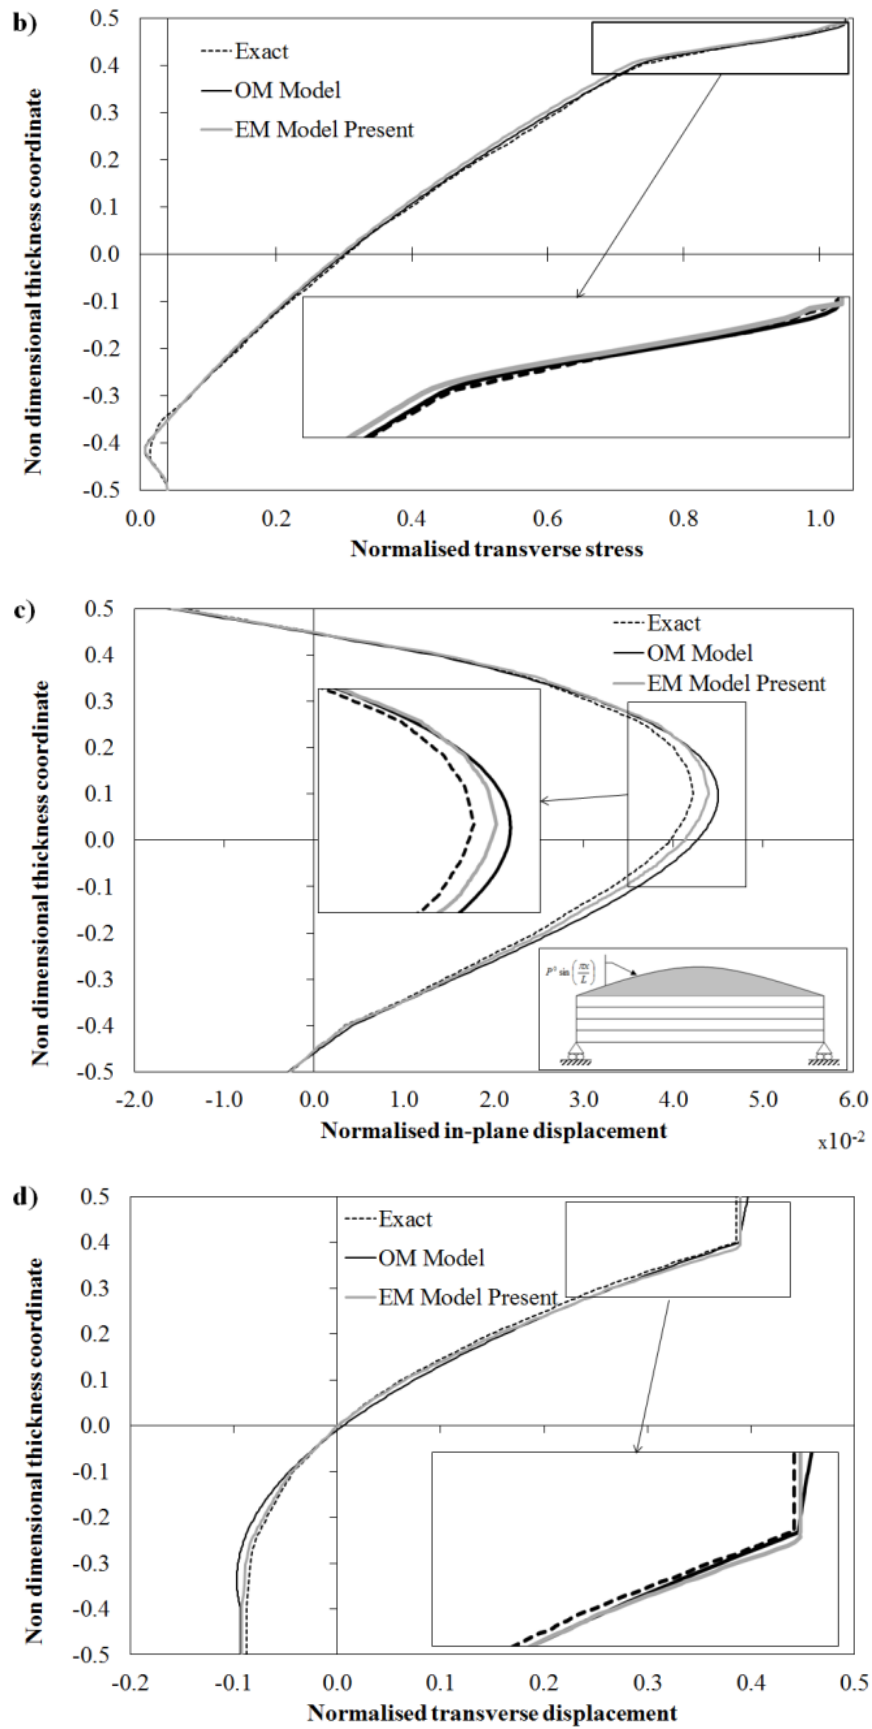 b)
Non dimensional thickness coordinate
0.5
0.4
0.3
0.2
0.1
0.0
-0.1
-0.2
-0.3
-0.4
-0.5
Exact
OM Model
EM Model Present
0.0 0.2 0.4 0.6 0.8 1.0
Normalised transverse stress
c)
Non dimensional thickness coordinate
0.5
0.4
0.3
0.2
0.1
0.0
-0.1
-0.2
-0.3
-0.4
-0.5
Exact
OM Model
EM Model Present
P⁰ sin(πx/L)
-2.0 -1.0 0.0 1.0 2.0 3.0 4.0 5.0 6.0
Normalised in-plane displacement
x10⁻²
d)
Non dimensional thickness coordinate
0.5
0.4
0.3
0.2
0.1
0.0
-0.1
-0.2
-0.3
-0.4
-0.5
Exact
OM Model
EM Model Present
-0.2 -0.1 0.0 0.1 0.2 0.3 0.4 0.5
Normalised transverse displacement